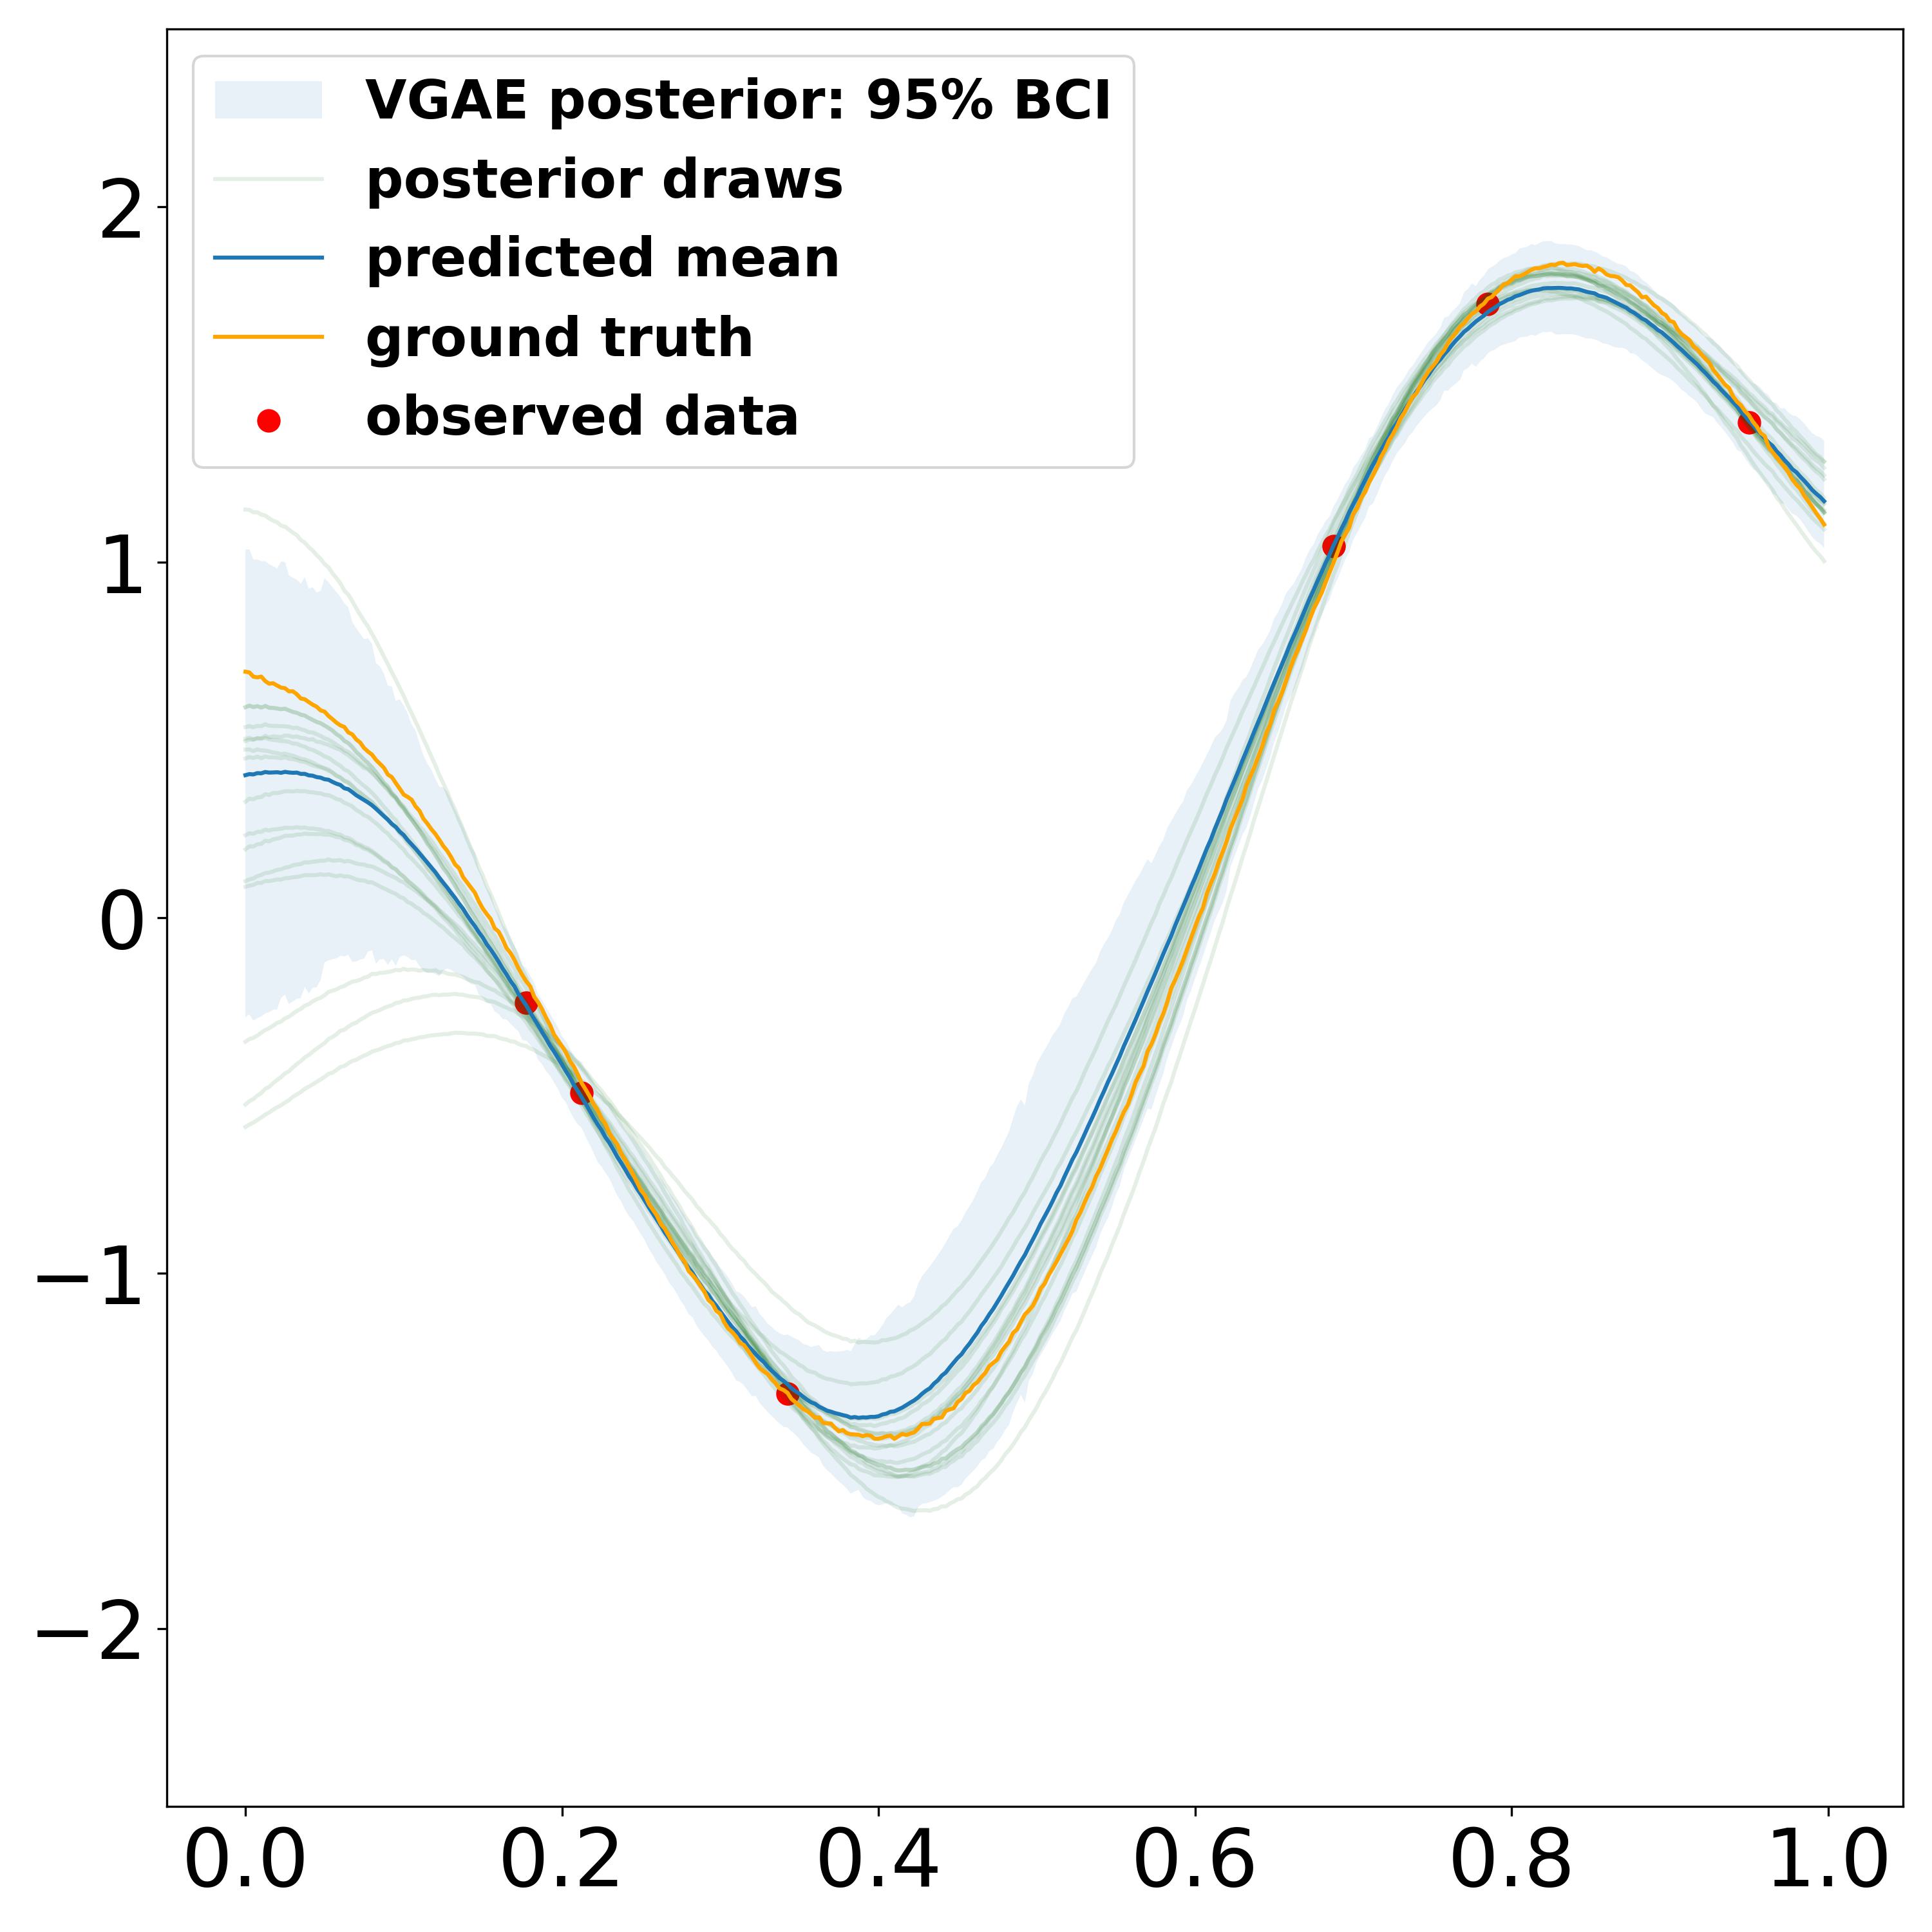 VGAE posterior: 95% BCI
posterior draws
predicted mean
ground truth
observed data
2
1
0
−1
−2
0.0 0.2 0.4 0.6 0.8 1.0